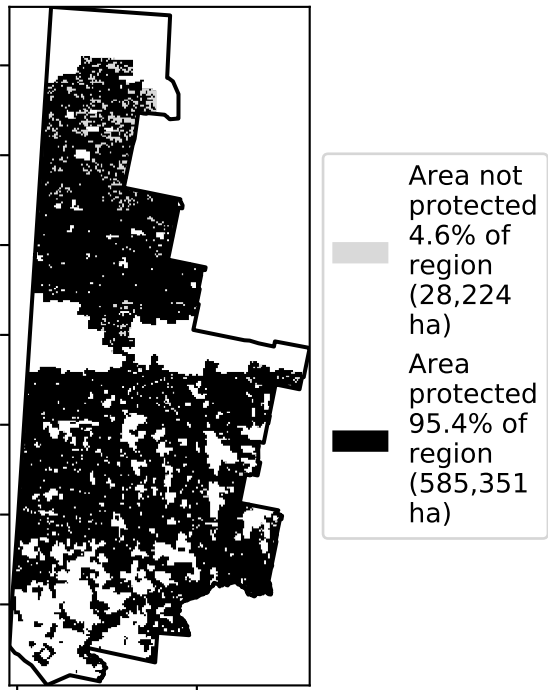 Area not
protected
4.6% of
region
(28,224
ha)
Area
protected
95.4% of
region
(585,351
ha)